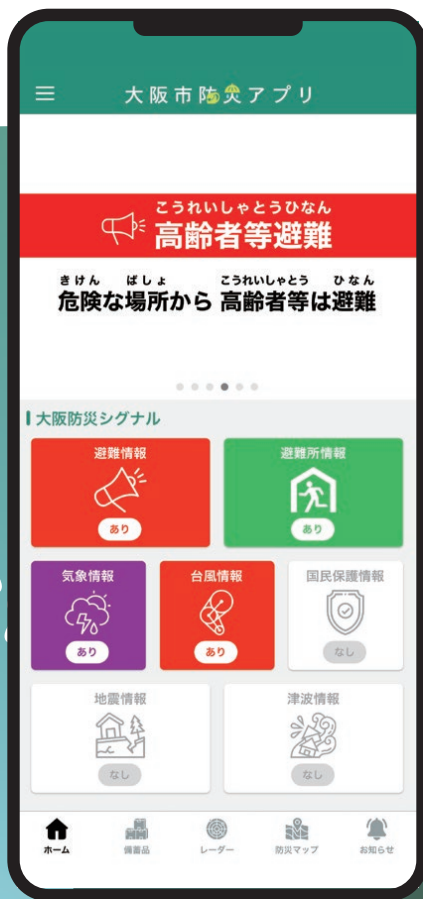 大阪市防災アプリ
こうれいしゃとうひなん
高齢者等避難
きけん ばしょ こうれいしゃとう ひなん
危険な場所から 高齢者等は避難
大阪防災シグナル
避難情報
あり
避難所情報
あり
気象情報
あり
台風情報
あり
国民保護情報
なし
地震情報
なし
津波情報
なし
ホーム
備蓄品
レーダー
防災マップ
お知らせ